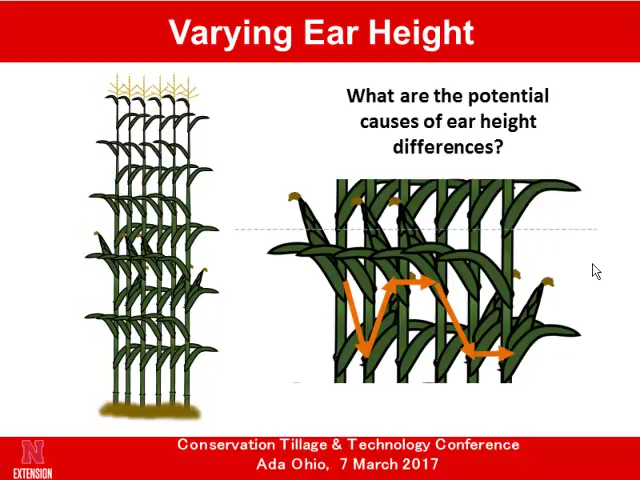 Varying Ear Height
What are the potential
causes of ear height
differences?
N
EXTENSION
Conservation Tillage & Technology Conference
Ada Ohio, 7 March 2017